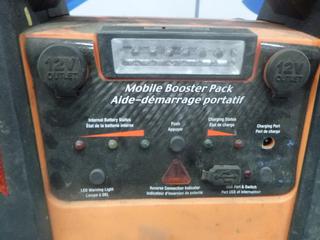 12V
OUTLET
12V
OUTLET
Mobile Booster Pack
Aide-démarrage portatif
Internal Battery Status
État de la batterie interne
Push
Appuyer
Charging Status
État de charge
Charging Port
Port de charge
LED Warning Light
Lampe à DEL
Reverse Connection Indicator
Indicateur d'inversion de polarité
USB Port & Switch
Port USB et interrupteur